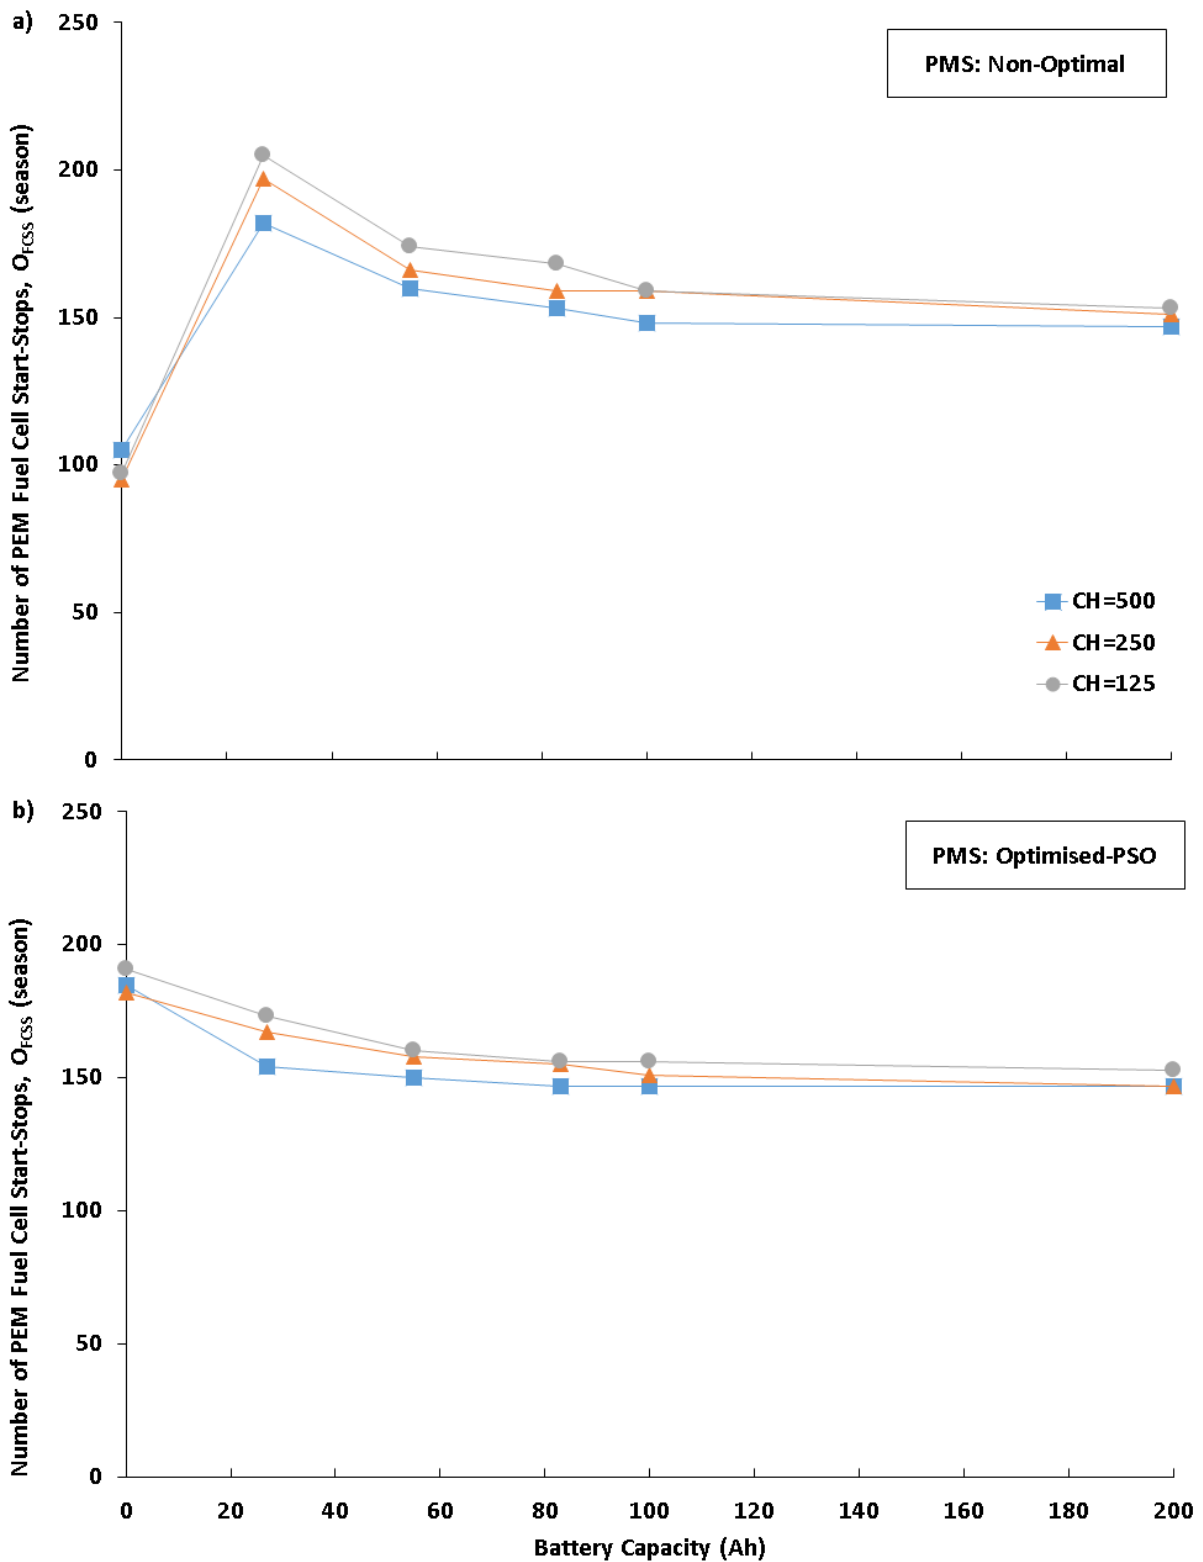 a)
PMS: Non-Optimal
Number of PEM Fuel Cell Start-Stops, OFCSS (season)
250
200
150
100
50
0
CH=500
CH=250
CH=125
b)
PMS: Optimised-PSO
Number of PEM Fuel Cell Start-Stops, OFCSS (season)
250
200
150
100
50
0
0 20 40 60 80 100 120 140 160 180 200
Battery Capacity (Ah)